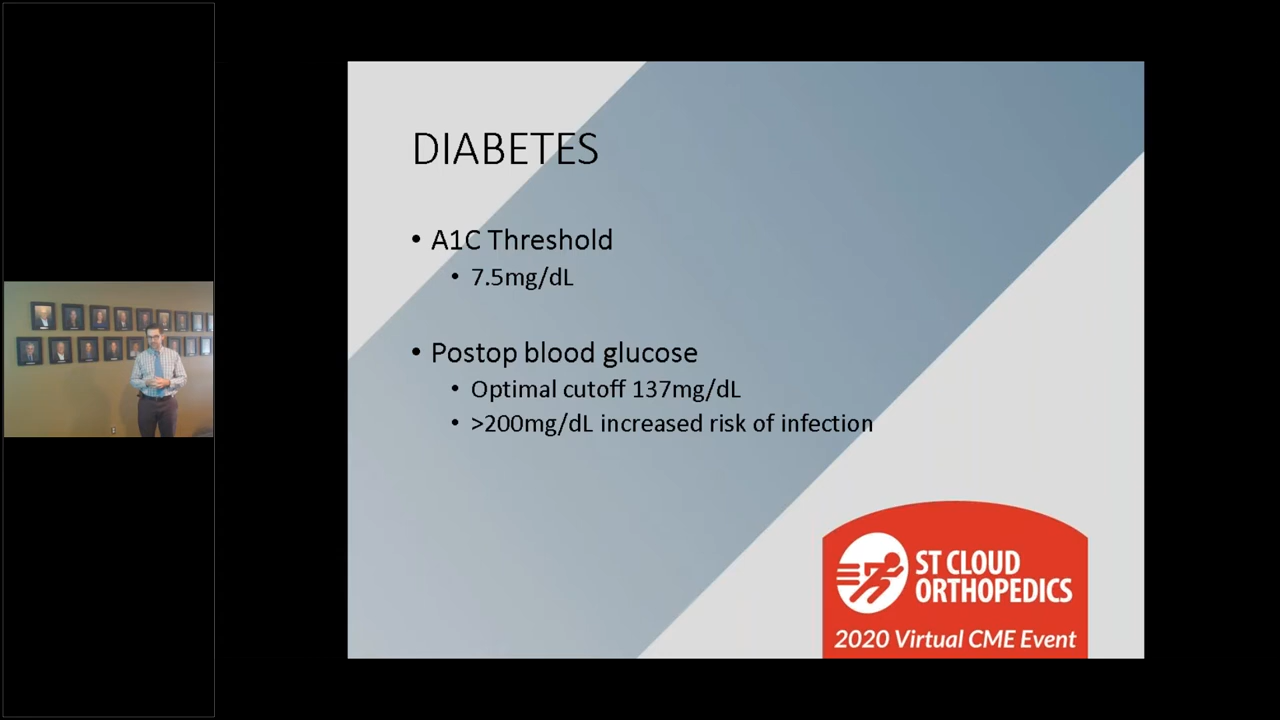 DIABETES
• A1C Threshold
• 7.5mg/dL
• Postop blood glucose
• Optimal cutoff 137mg/dL
• >200mg/dL increased risk of infection
ST CLOUD
ORTHOPEDICS
2020 Virtual CME Event